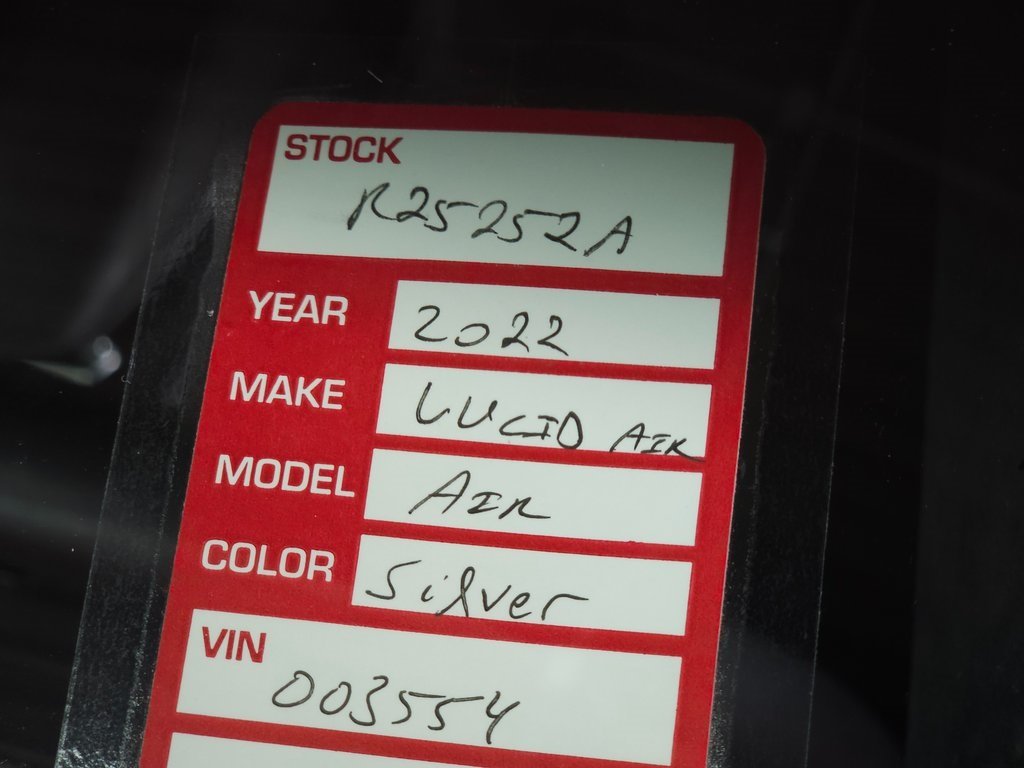 STOCK
R25252A
YEAR 2022
MAKE LUCID AIR
MODEL AIR
COLOR Silver
VIN
003554